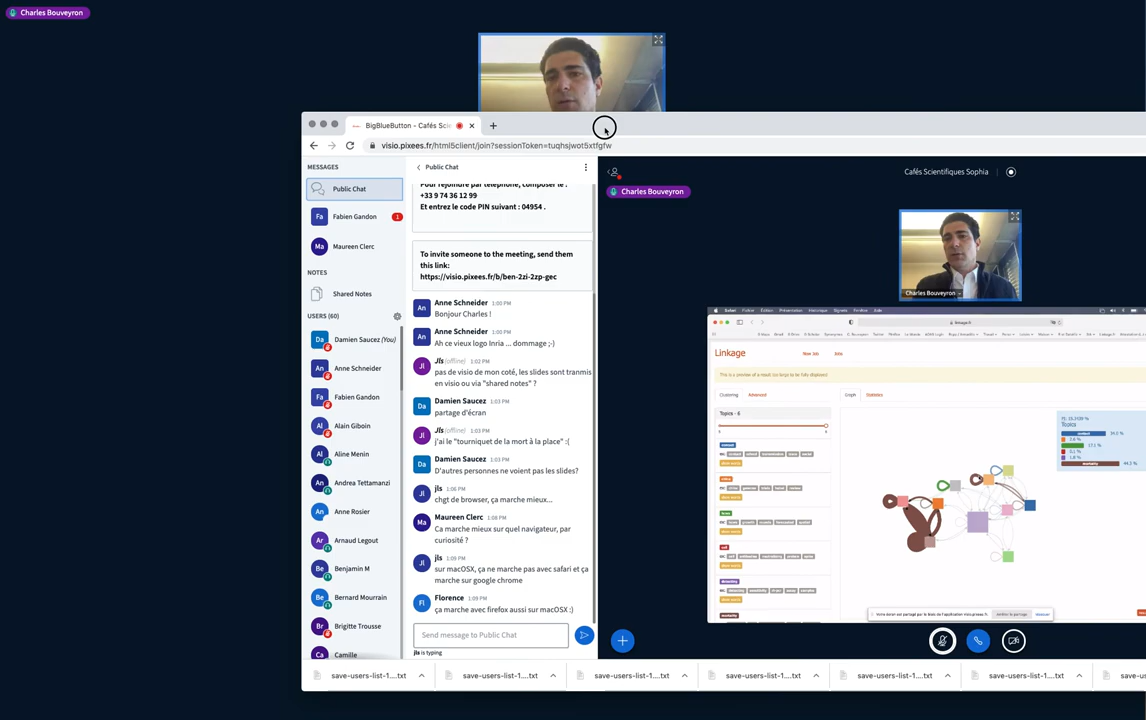 Charles Bouveyron
BigBlueButton - Cafés Sci
visio.pixees.fr/html5client/join?sessionToken=tuqhsjwot5xtfgfw
MESSAGES
Public Chat
Fabien Gandon
1
Maureen Clerc
NOTES
Shared Notes
USERS (60)
Damien Saucez (You)
Anne Schneider
Fabien Gandon
Alain Giboin
Aline Menin
Andrea Tettamanzi
Anne Rosier
Arnaud Legout
Benjamin M
Bernard Mourrain
Brigitte Trousse
Camille
Public Chat
Pour rejoindre par téléphone, composer le :
+33 9 74 36 12 99
Et entrez le code PIN suivant : 04954 .
To invite someone to the meeting, send them
this link:
https://visio.pixees.fr/b/ben-2zi-2zp-gec
Anne Schneider 1:00 PM
Bonjour Charles !
Anne Schneider 1:00 PM
Ah ce vieux logo Inria ... dommage ;-)
Jls (offline) 1:02 PM
pas de visio de mon coté, les slides sont tranmis
en visio ou via "shared notes" ?
Damien Saucez 1:03 PM
partage d'écran
Jls (offline) 1:03 PM
j'ai le "tourniquet de la mort à la place" :(
Damien Saucez 1:03 PM
D'autres personnes ne voient pas les slides?
jls 1:06 PM
chgt de browser, ça marche mieux...
Maureen Clerc 1:08 PM
Ca marche mieux sur quel navigateur, par
curiosité ?
jls 1:09 PM
sur macOSX, ça ne marche pas avec safari et ça
marche sur google chrome
Florence 1:09 PM
ça marche avec firefox aussi sur macOSX :)
Send message to Public Chat
jls is typing
Cafés Scientifiques Sophia
Charles Bouveyron
Charles Bouveyron
Linkage
New Job
Jobs
Clustering
Advanced
Graph
Statistics
Topics - 6
Topics
save-users-list-1....txt
save-users-list-1....txt
save-users-list-1....txt
save-users-list-1....txt
save-users-list-1....txt
save-users-list-1....txt
save-us